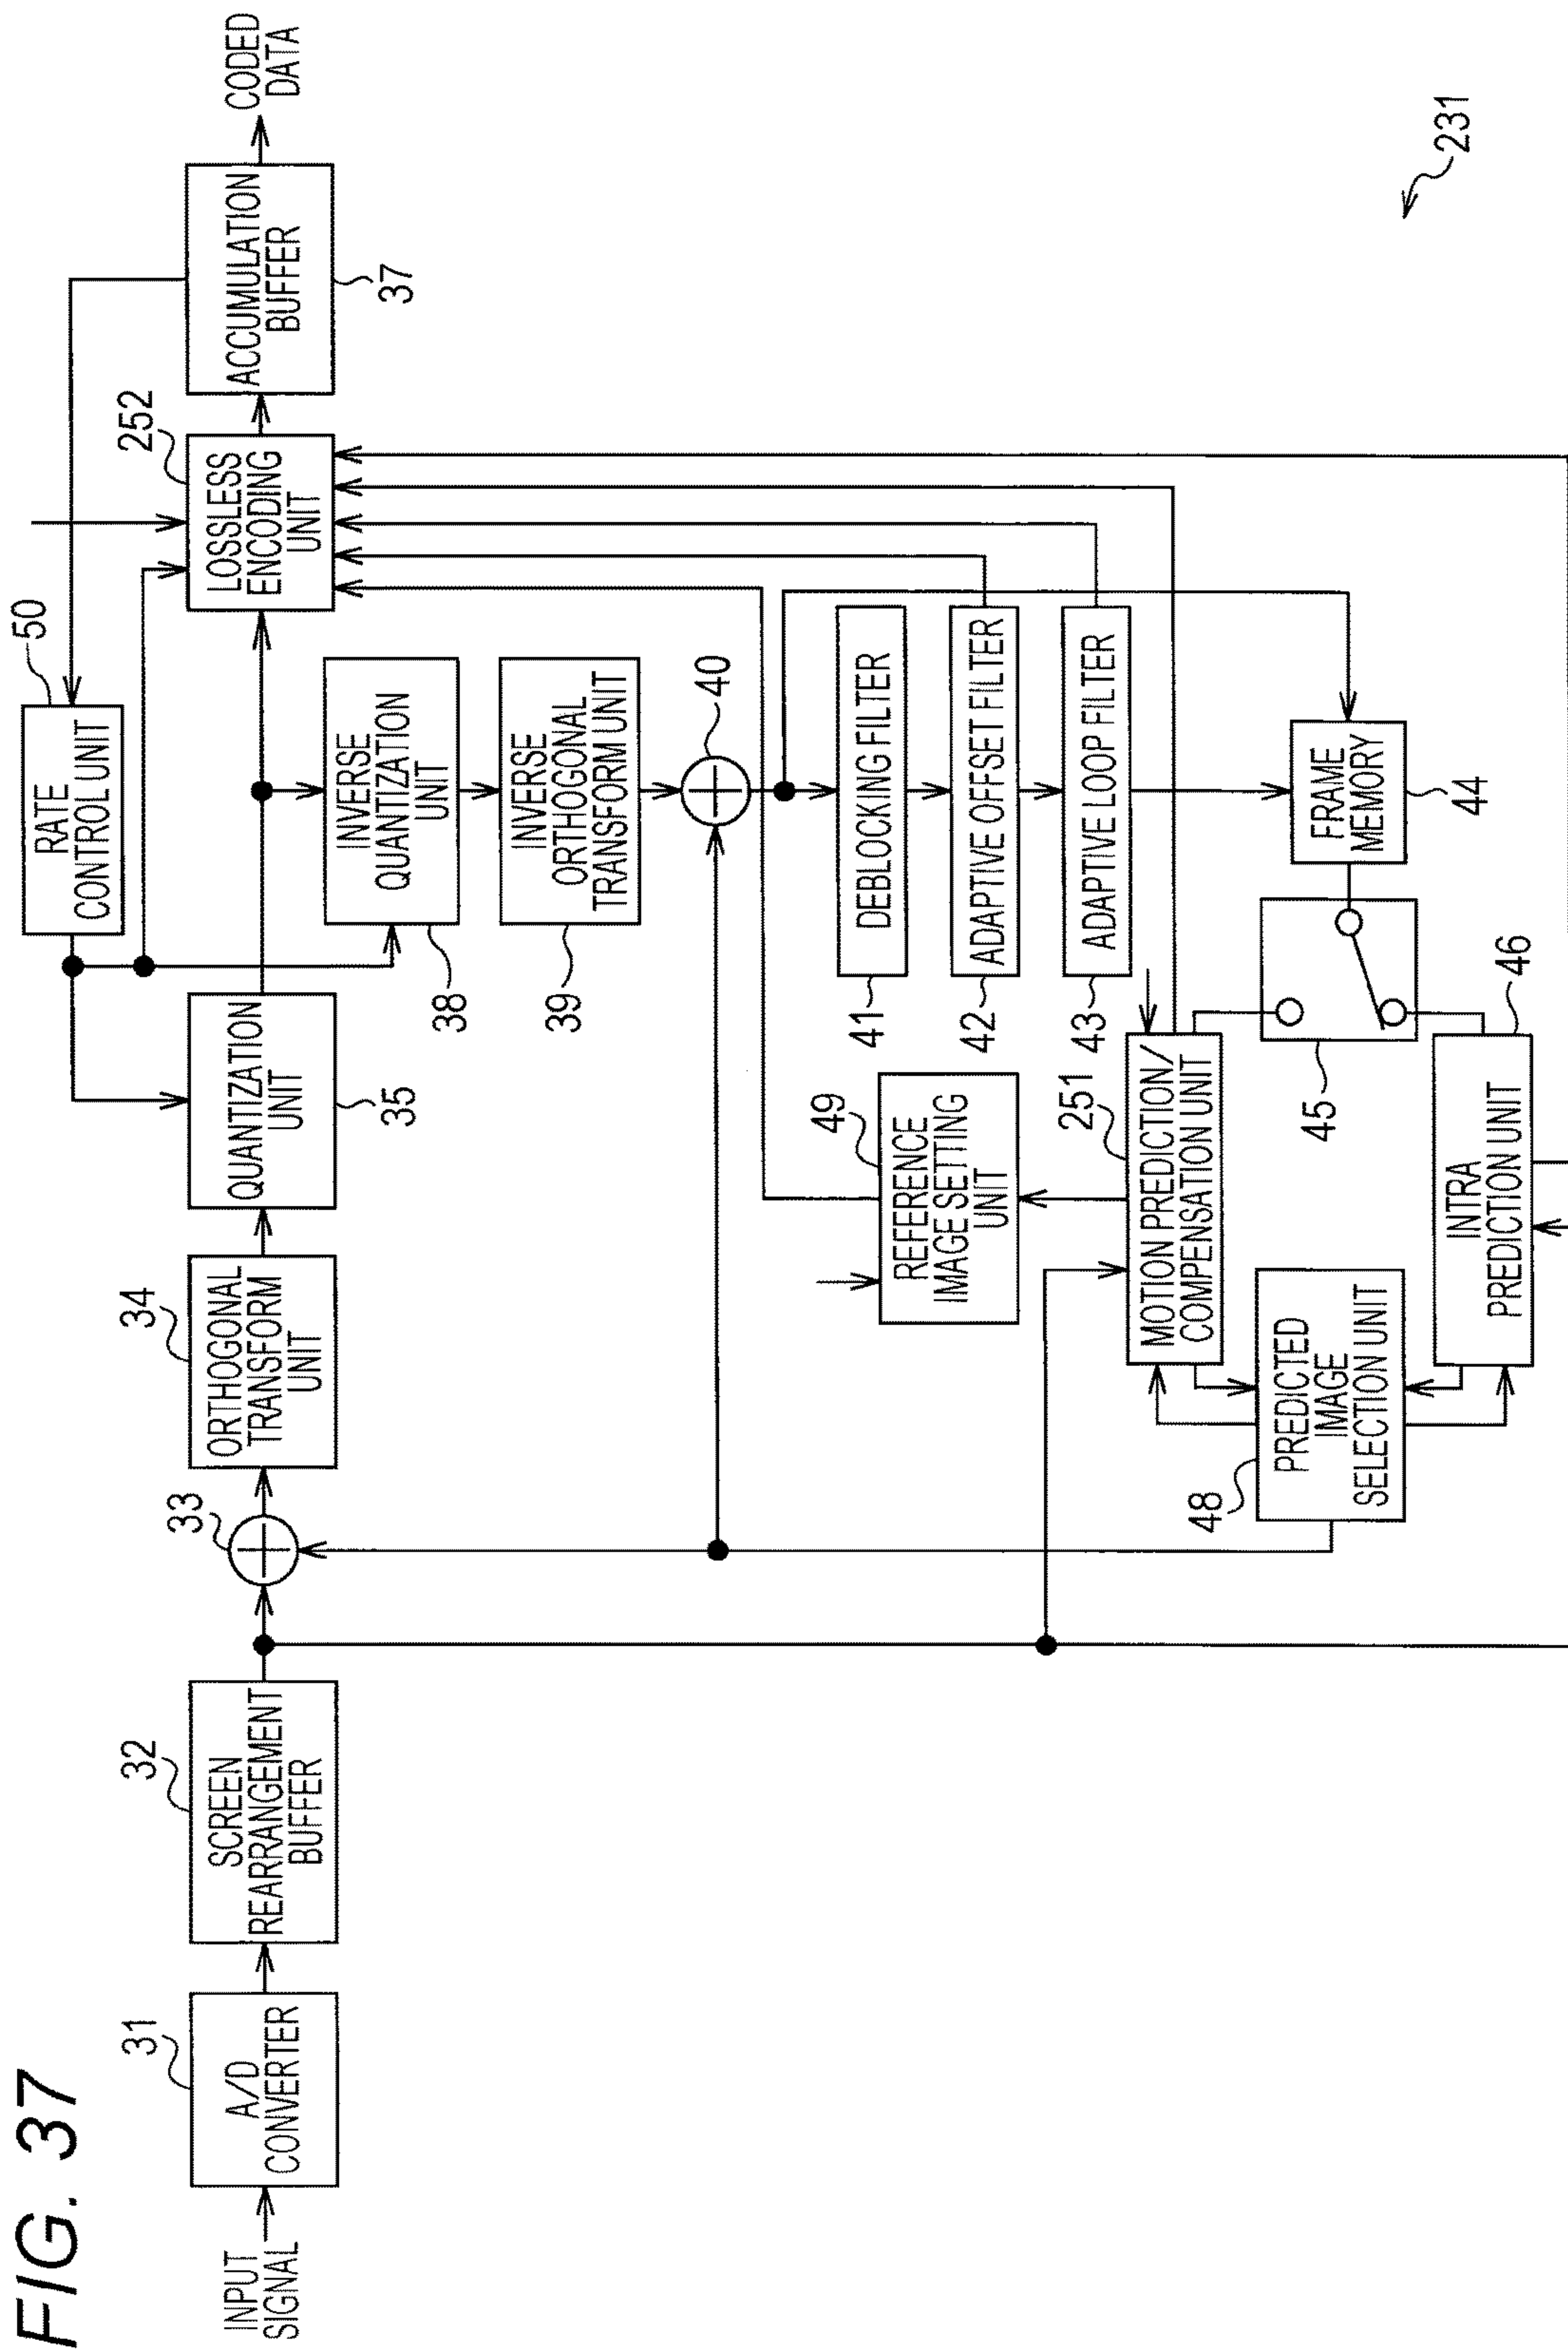 FIG. 37
INPUT
SIGNAL
31
A/D
CONVERTER
32
SCREEN
REARRANGEMENT
BUFFER
33
34
ORTHOGONAL
TRANSFORM
UNIT
QUANTIZATION
UNIT
35
50
RATE
CONTROL UNIT
252
LOSSLESS
ENCODING
UNIT
ACCUMULATION
BUFFER
37
CODED
DATA
INVERSE
QUANTIZATION
UNIT
38
INVERSE
ORTHOGONAL
TRANSFORM UNIT
39
40
DEBLOCKING FILTER
41
ADAPTIVE OFFSET FILTER
42
ADAPTIVE LOOP FILTER
43
FRAME
MEMORY
44
45
49
REFERENCE
IMAGE SETTING
UNIT
251
MOTION PREDICTION/
COMPENSATION UNIT
48
PREDICTED
IMAGE
SELECTION UNIT
46
INTRA
PREDICTION UNIT
231